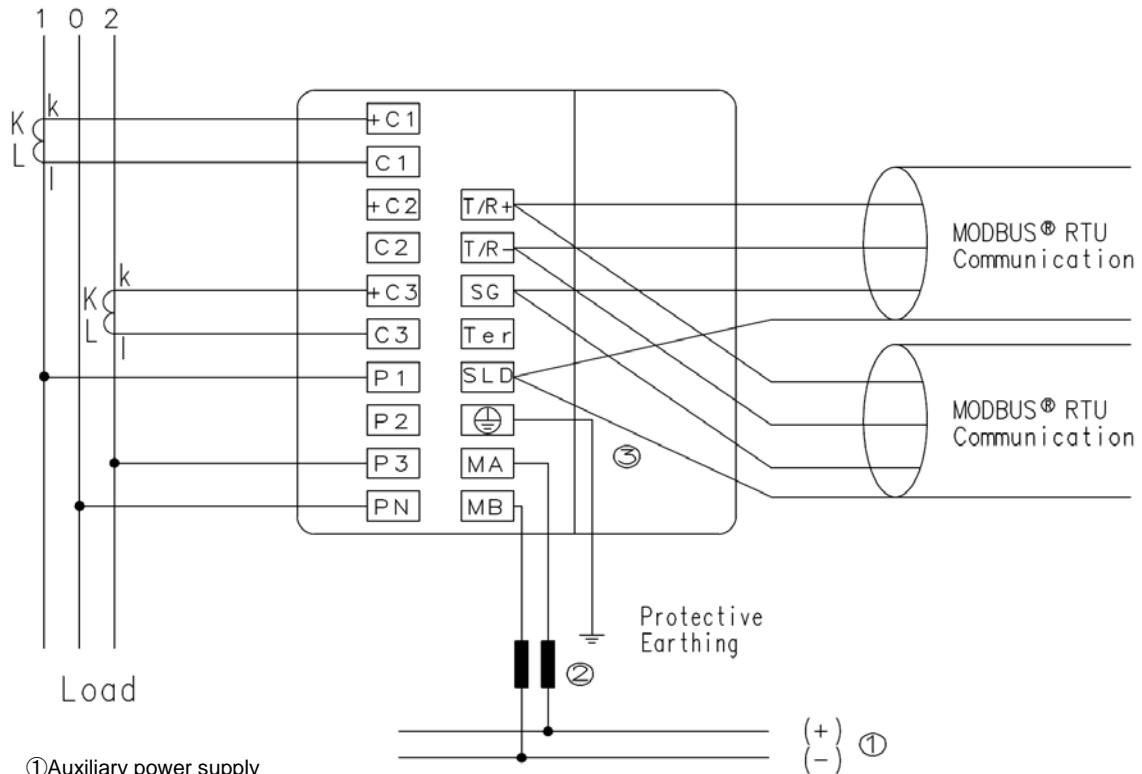 1 0 2
K
k
L
l
K
k
L
l
+C1
C1
+C2
C2
+C3
C3
P1
P2
P3
PN
T/R+
T/R-
SG
Ter
SLD
MA
MB
MODBUS® RTU
Communication
MODBUS® RTU
Communication
③
Protective
Earthing
②
Load
(+)
(-)
①
①Auxiliary power supply